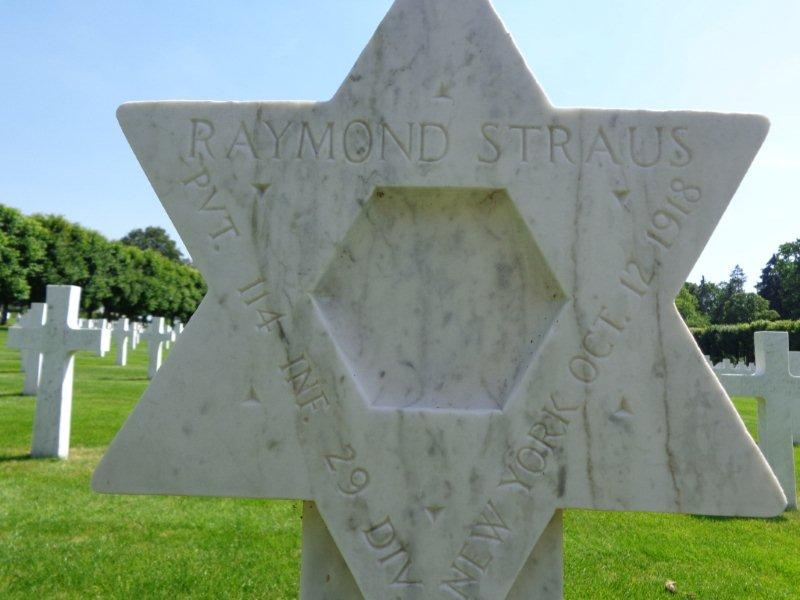 RAYMOND STRAUS
PVT. 114 INF. 29 DIV.
NEW YORK OCT. 12, 1918